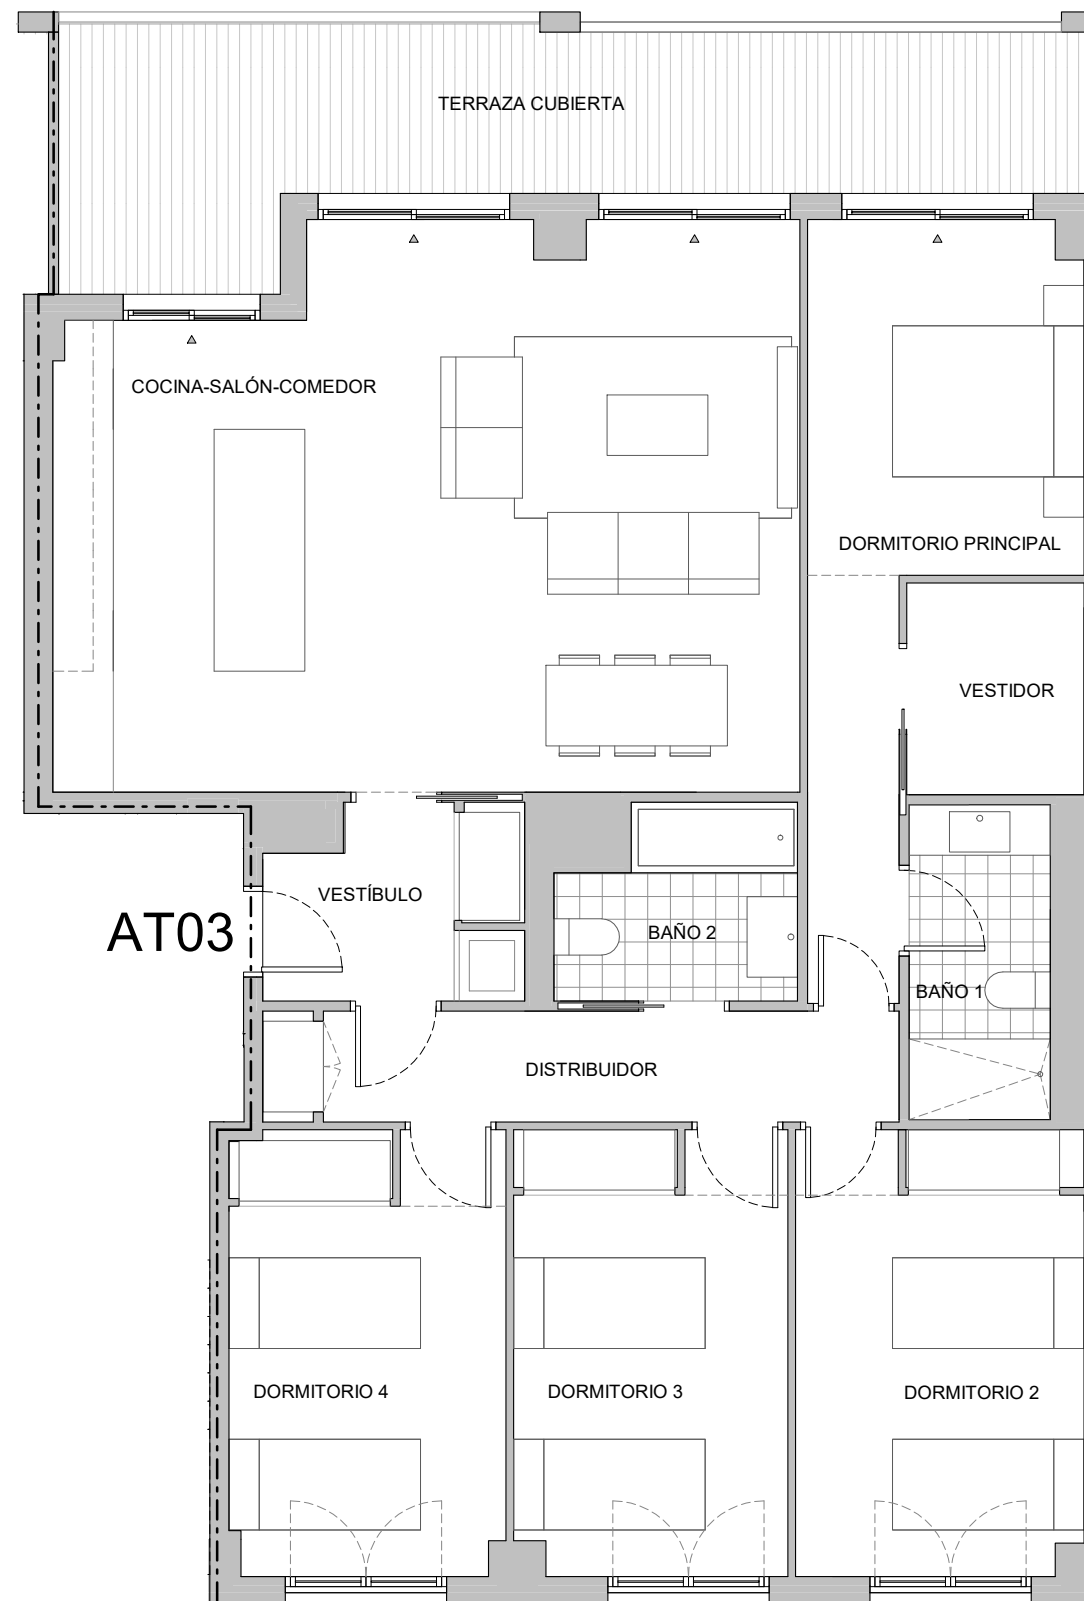 TERRAZA CUBIERTA
COCINA-SALÓN-COMEDOR
DORMITORIO PRINCIPAL
VESTIDOR
VESTÍBULO
AT03
BAÑO 2
BAÑO 1
DISTRIBUIDOR
DORMITORIO 4
DORMITORIO 3
DORMITORIO 2